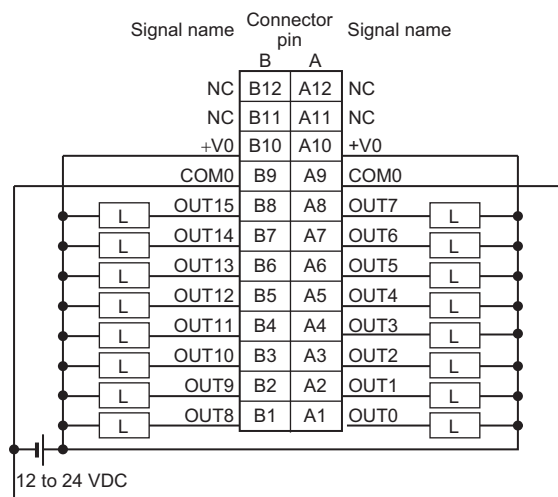 Signal name Connector pin Signal name
B A
NC B12 A12 NC
NC B11 A11 NC
+V0 B10 A10 +V0
COM0 B9 A9 COM0
L OUT15 B8 A8 OUT7 L
L OUT14 B7 A7 OUT6 L
L OUT13 B6 A6 OUT5 L
L OUT12 B5 A5 OUT4 L
L OUT11 B4 A4 OUT3 L
L OUT10 B3 A3 OUT2 L
L OUT9 B2 A2 OUT1 L
L OUT8 B1 A1 OUT0 L
12 to 24 VDC